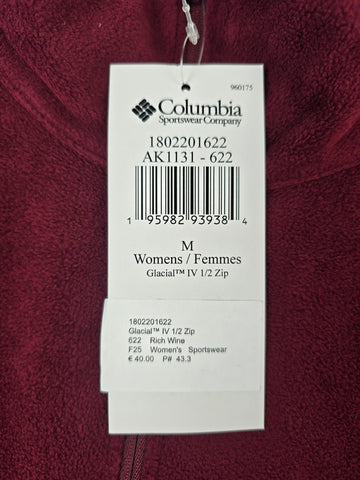 960175
Columbia
Sportswear Company
1802201622
AK1131 - 622
1 95982 93938 4
M
Womens / Femmes
Glacial™ IV 1/2 Zip
1802201622
Glacial™ IV 1/2 Zip
622 Rich Wine
F25 Women's Sportswear
€ 40.00 P# 43.3